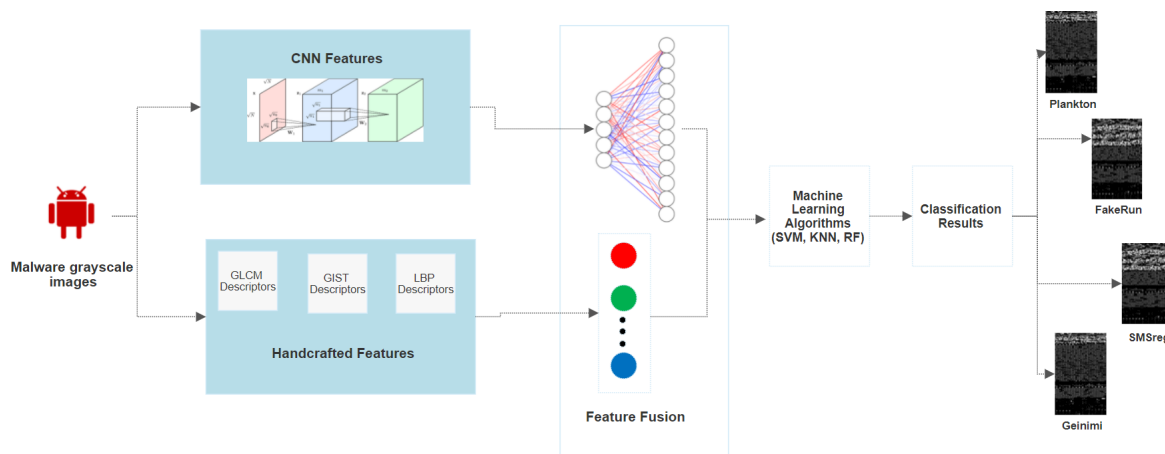 CNN Features
Malware grayscale
images
GLCM
Descriptors
GIST
Descriptors
LBP
Descriptors
Handcrafted Features
Feature Fusion
Machine
Learning
Algorithms
(SVM, KNN, RF)
Classification
Results
Plankton
FakeRun
SMSreg
Geinimi